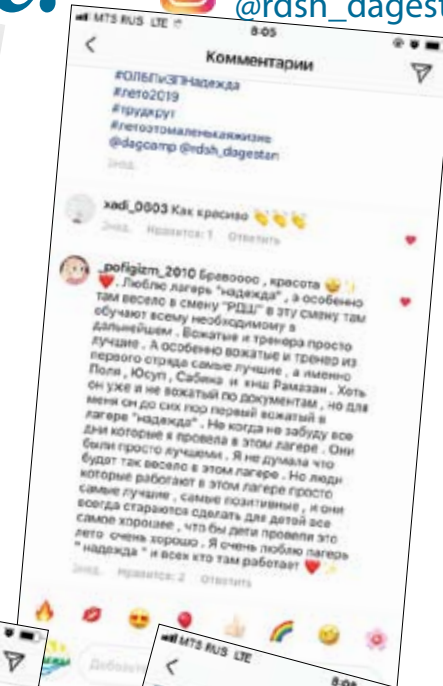 @rdsh_dagest
MTS RUS LTE
8:05
Комментарии
#ОЛБПиЗПНадежда
#лето2019
#трудкрут
#летоэтомаленькаяжизнь
@dagcamp @rdsh_dagestan
xadi_0603 Как красиво 👏👏👏
Нравится: 1 Ответить
_pofigizm_2010 Бравоооо , красота
❤️. Люблю лагерь "надежда" , а особенно
там весело в смену "РДШ" в эту смену там
обучают всему необходимому в
дальнейшем . Вожатые и тренера просто
лучшие . А особенно вожатые и тренер из
первого отряда самые лучшие , а именно
Поля , Юсуп , Сабина и кнш Рамазан . Хоть
он уже и не вожатый по документам , но для
меня он до сих пор первый вожатый в
лагере "надежда" . Не когда не забуду все
дни которые я провела в этом лагере . Они
были просто лучшеми . Я не думала что
будет так весело в этом лагере . Но люди
которые работают в этом лагере просто
самые лучшие , самые позитивные , и они
всегда стараются сделать для детей все
самое хорошее , что бы дети провели это
лето очень хорошо . Я очень люблю лагерь
" надежда " и всех кто там работает ❤️✨
Нравится: 2 Ответить
MTS RUS LTE
8:05